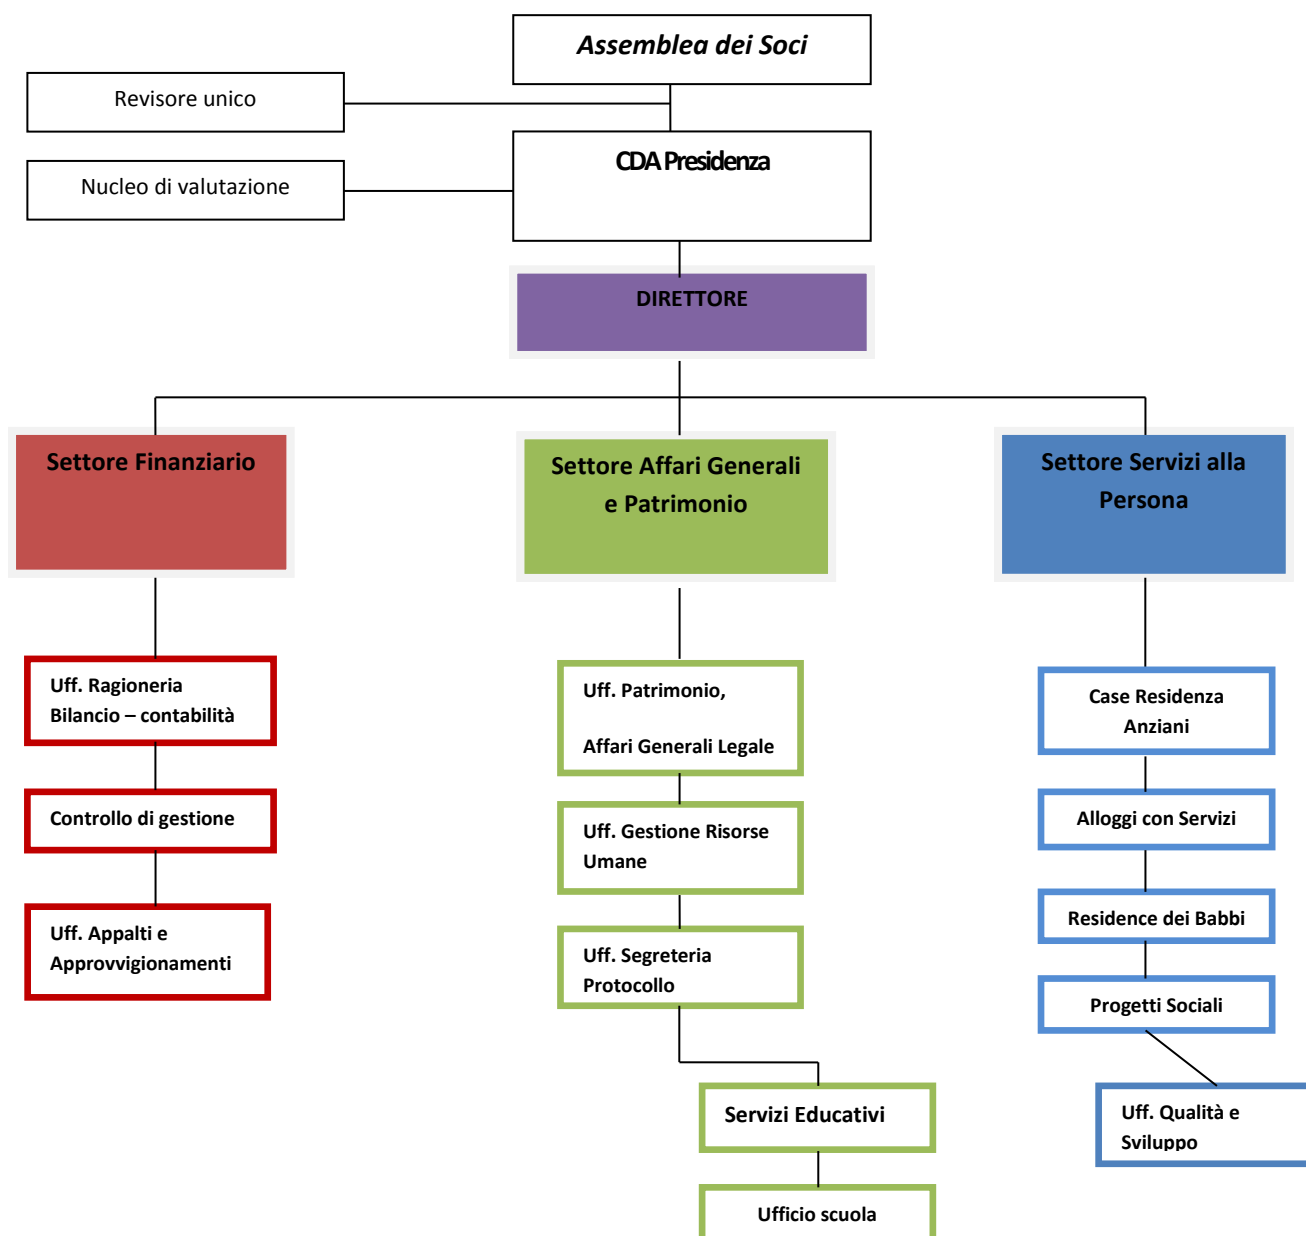 Assemblea dei Soci
Revisore unico
CDA Presidenza
Nucleo di valutazione
DIRETTORE
Settore Finanziario
Settore Affari Generali
e Patrimonio
Settore Servizi alla
Persona
Uff. Ragioneria
Bilancio – contabilità
Controllo di gestione
Uff. Appalti e
Approvvigionamenti
Uff. Patrimonio,
Affari Generali Legale
Uff. Gestione Risorse
Umane
Uff. Segreteria
Protocollo
Servizi Educativi
Ufficio scuola
Case Residenza
Anziani
Alloggi con Servizi
Residence dei Babbi
Progetti Sociali
Uff. Qualità e
Sviluppo